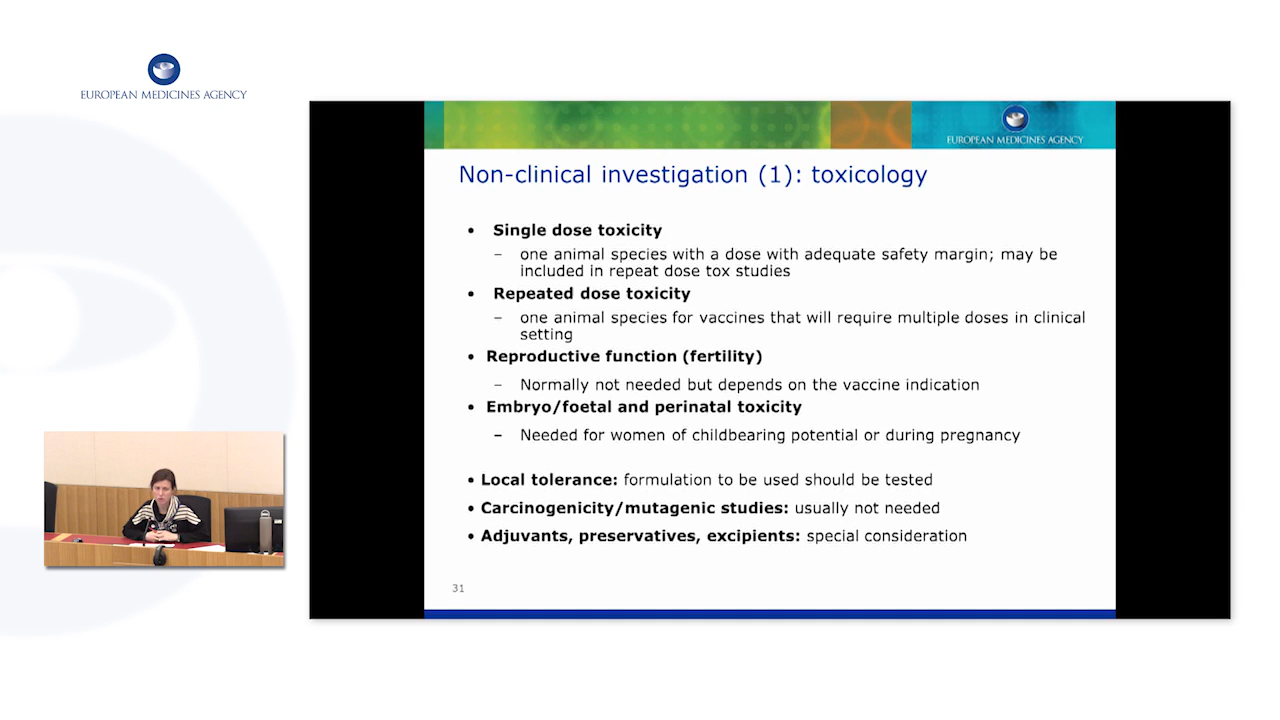 EUROPEAN MEDICINES AGENCY
EUROPEAN MEDICINES AGENCY
Non-clinical investigation (1): toxicology
• Single dose toxicity
– one animal species with a dose with adequate safety margin; may be
included in repeat dose tox studies
• Repeated dose toxicity
– one animal species for vaccines that will require multiple doses in clinical
setting
• Reproductive function (fertility)
– Normally not needed but depends on the vaccine indication
• Embryo/foetal and perinatal toxicity
– Needed for women of childbearing potential or during pregnancy
• Local tolerance: formulation to be used should be tested
• Carcinogenicity/mutagenic studies: usually not needed
• Adjuvants, preservatives, excipients: special consideration
31